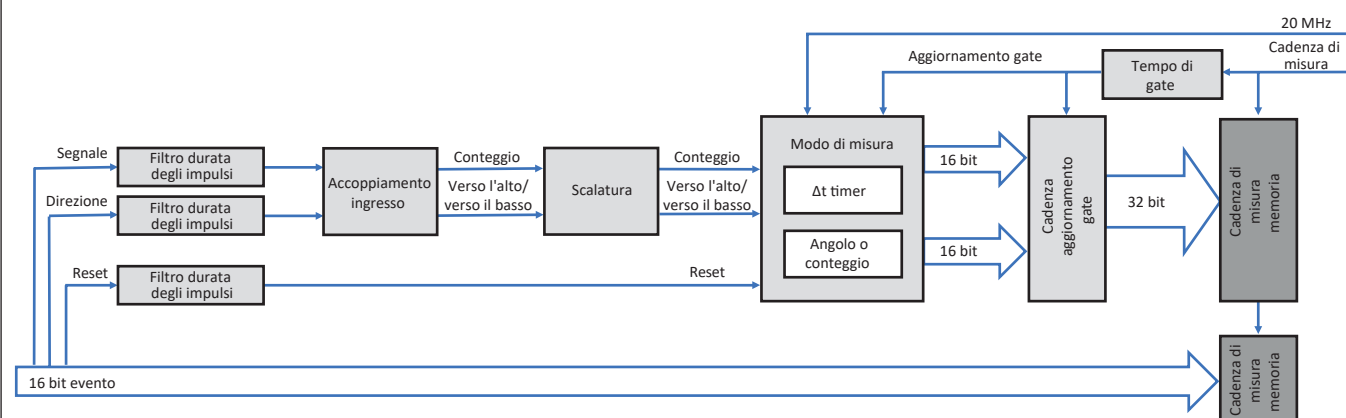 20 MHz
Cadenza di
misura
Aggiornamento gate
Tempo di
gate
Segnale
Filtro durata
degli impulsi
Direzione
Filtro durata
degli impulsi
Reset
Filtro durata
degli impulsi
Accoppiamento
ingresso
Conteggio
Verso l'alto/
verso il basso
Scalatura
Conteggio
Verso l'alto/
verso il basso
Reset
Modo di misura
Δt timer
Angolo o
conteggio
16 bit
16 bit
Cadenza
aggiornamento
gate
32 bit
Cadenza di
misura
memoria
16 bit evento
Cadenza di
misura
memoria